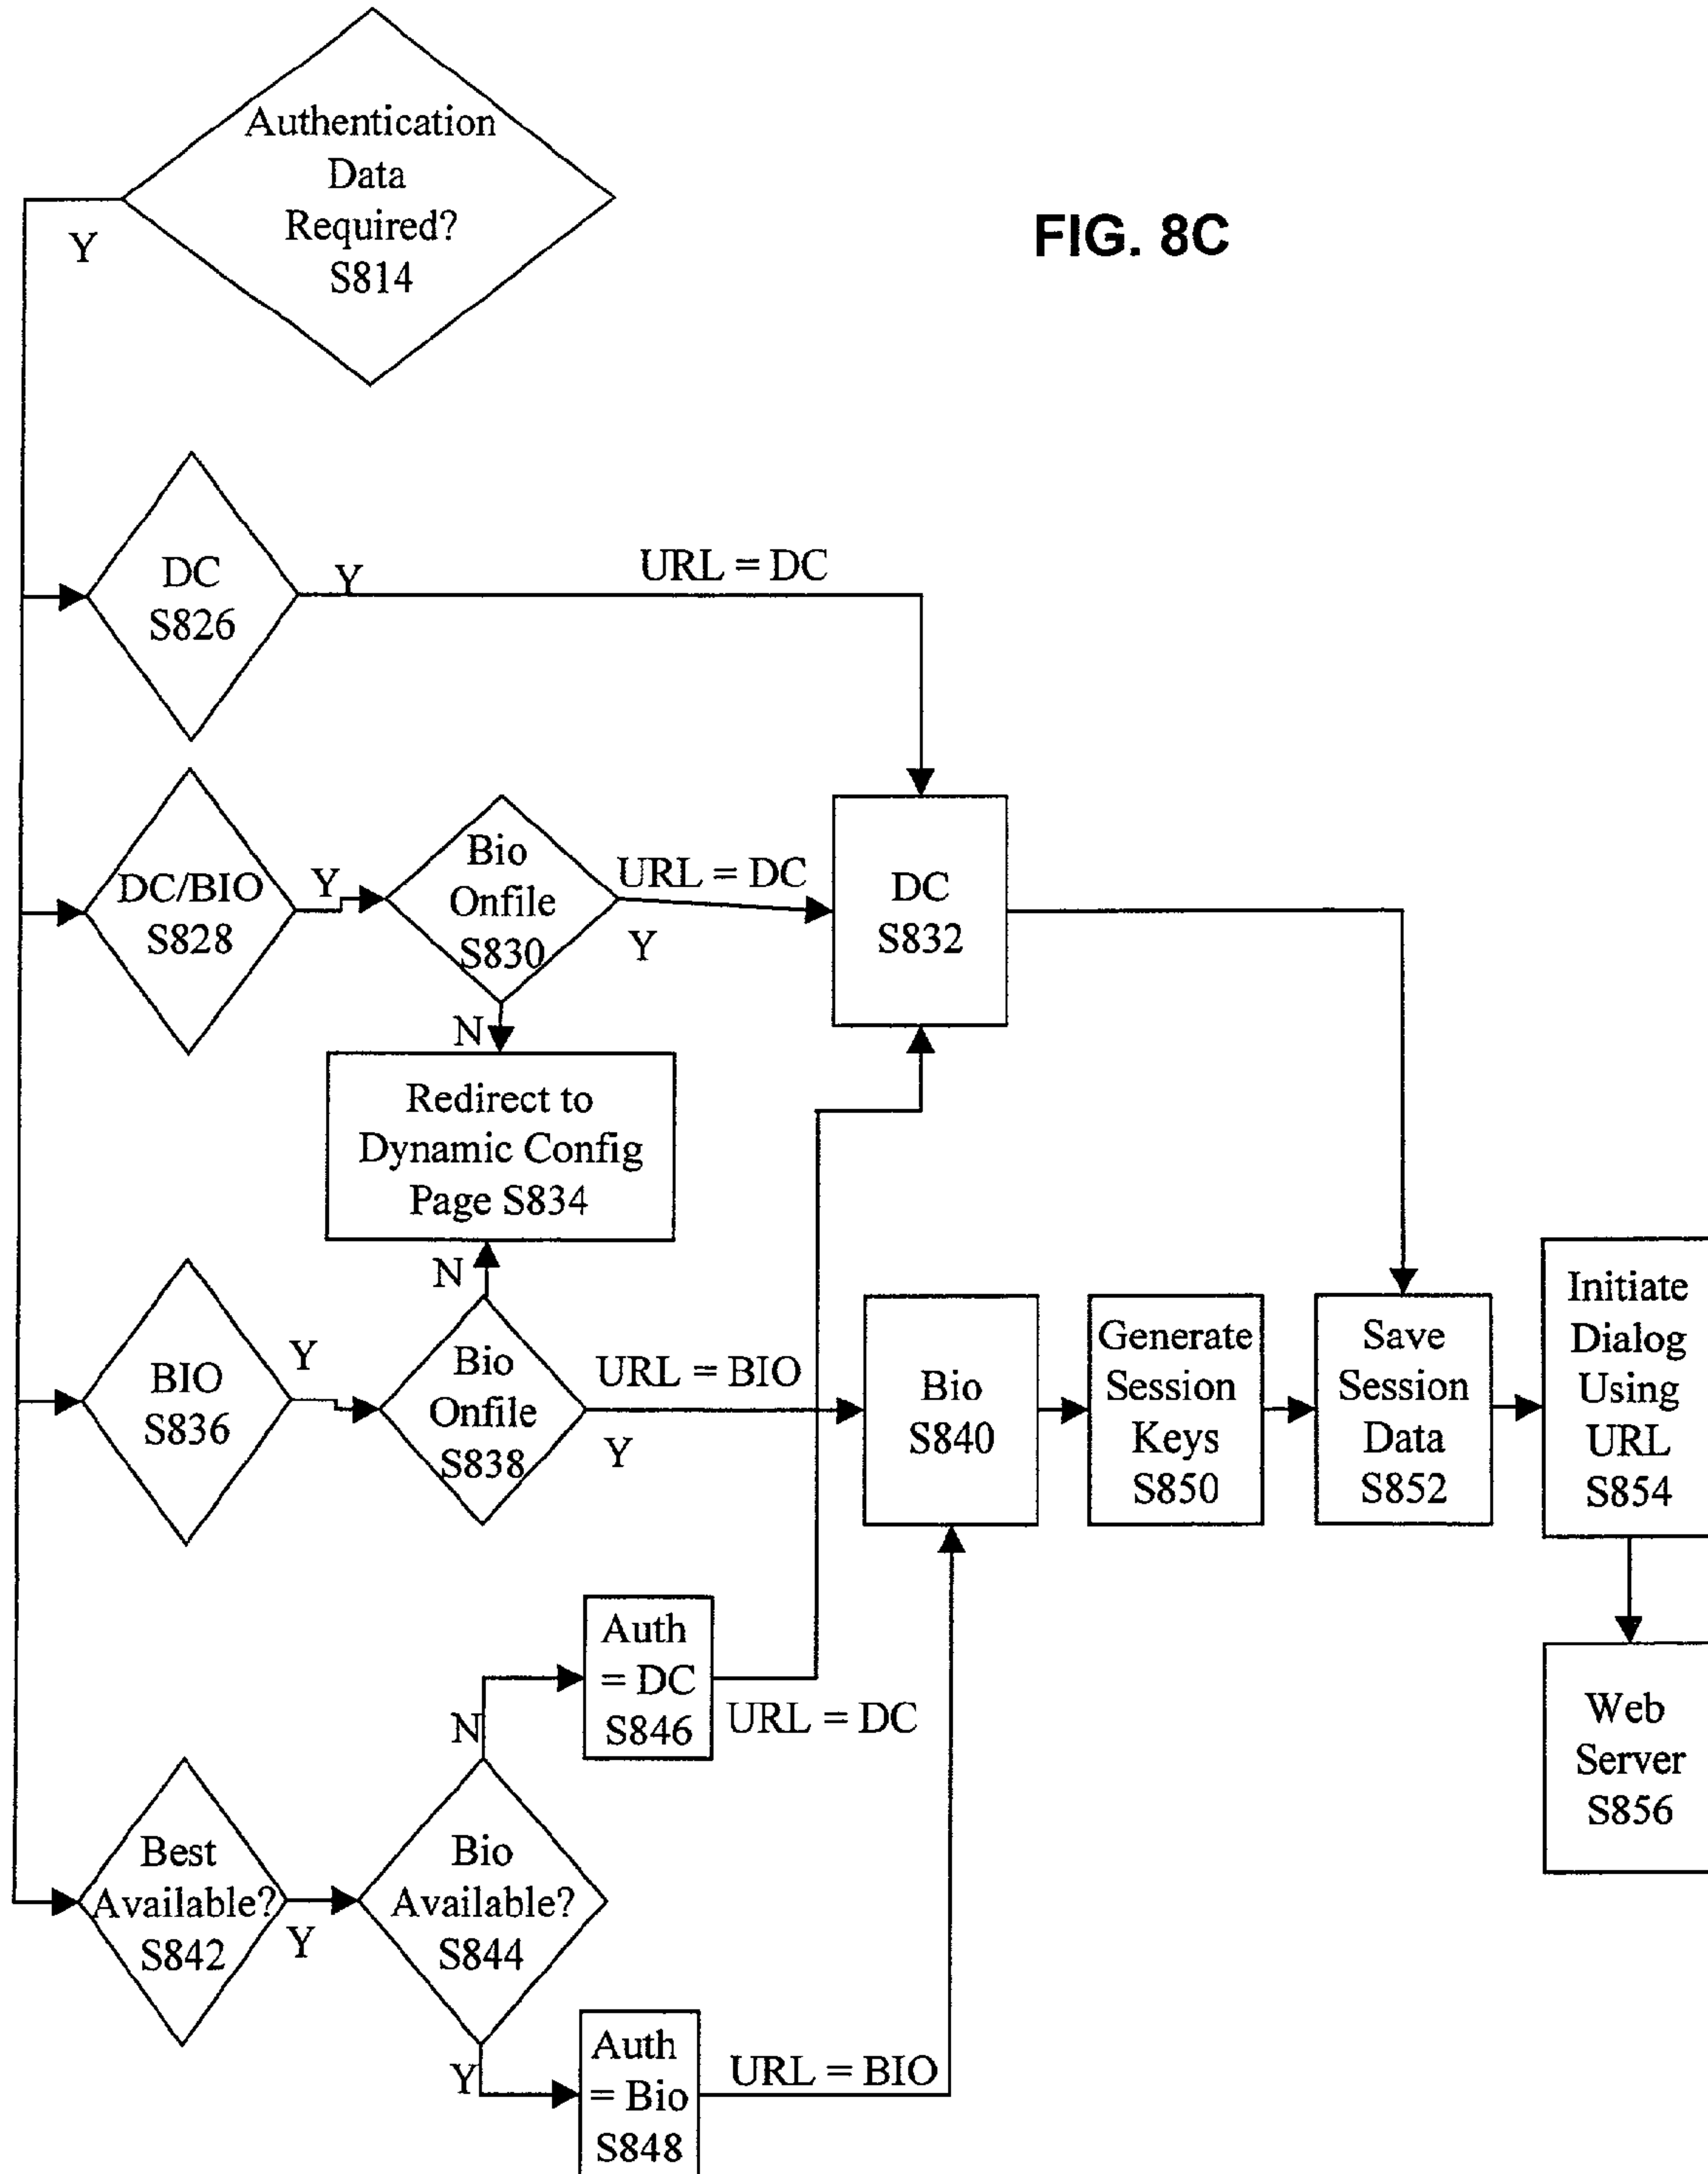 Authentication
Data
Required?
S814
Y
FIG. 8C
DC
S826
Y
URL = DC
DC/BIO
S828
Y
Bio
Onfile
S830
URL = DC
Y
N
DC
S832
Redirect to
Dynamic Config
Page S834
N
BIO
S836
Y
Bio
Onfile
S838
URL = BIO
Y
Bio
S840
Generate
Session
Keys
S850
Save
Session
Data
S852
Initiate
Dialog
Using
URL
S854
Web
Server
S856
Best
Available?
S842
Y
Bio
Available?
S844
N
Auth
= DC
S846
URL = DC
Y
Auth
= Bio
S848
URL = BIO